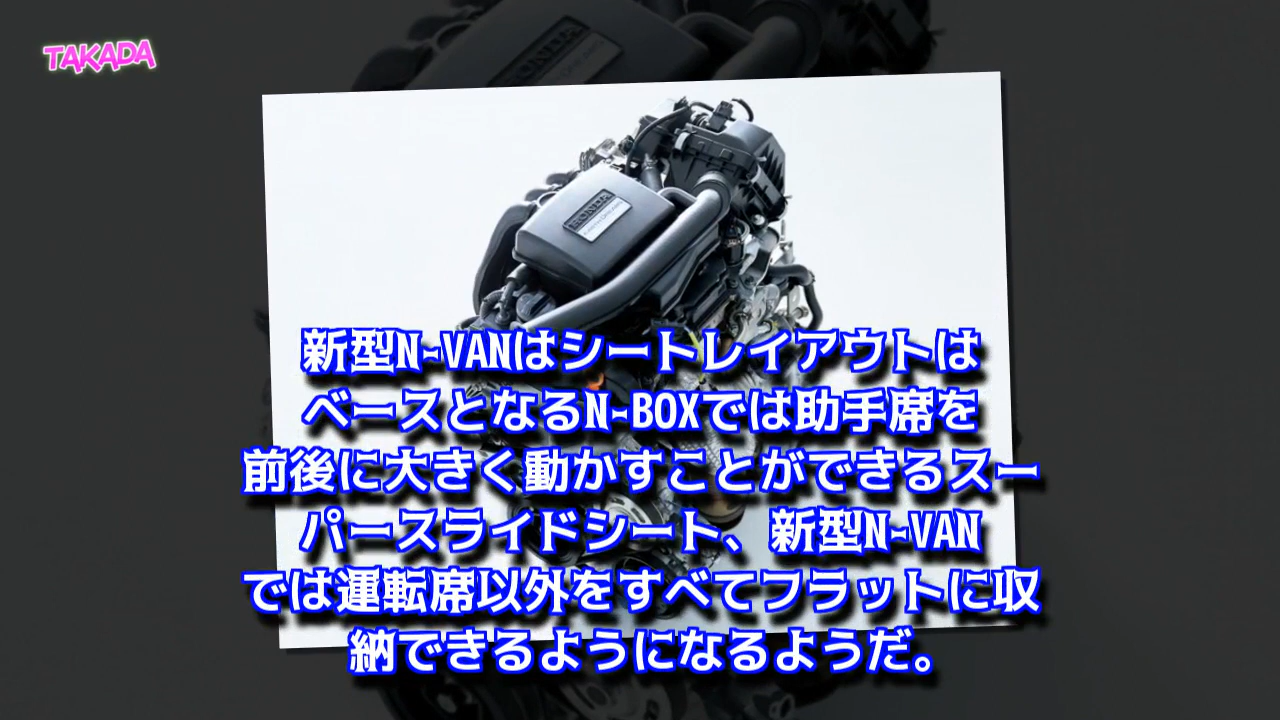 TAKADA
HONDA
新型N-VANはシートレイアウトは
ベースとなるN-BOXでは助手席を
前後に大きく動かすことができるスー
パースライドシート、新型N-VAN
では運転席以外をすべてフラットに収
納できるようになるようだ。